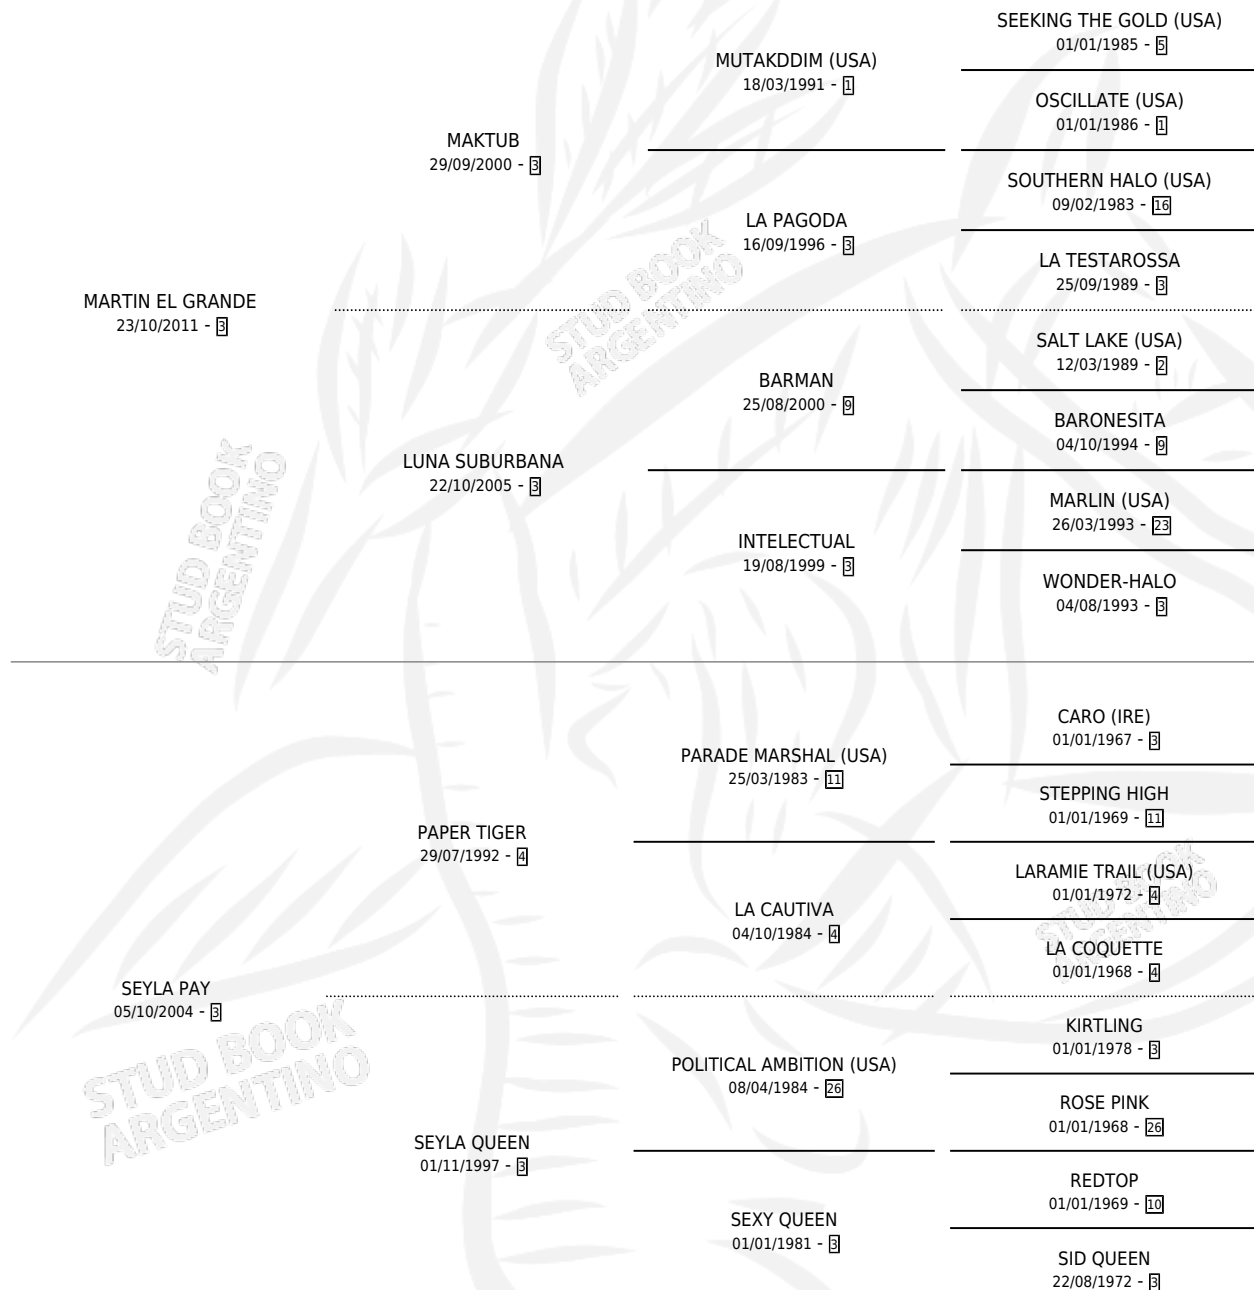 SEEKING THE GOLD (USA)
01/01/1985 - 5
MUTAKDDIM (USA)
18/03/1991 - 1
OSCILLATE (USA)
01/01/1986 - 1
MAKTUB
29/09/2000 - 3
SOUTHERN HALO (USA)
09/02/1983 - 16
LA PAGODA
16/09/1996 - 3
LA TESTAROSSA
25/09/1989 - 3
MARTIN EL GRANDE
23/10/2011 - 3
STUD BOOK
ARGENTINO
SALT LAKE (USA)
12/03/1989 - 2
BARMAN
25/08/2000 - 9
BARONESITA
04/10/1994 - 9
LUNA SUBURBANA
22/10/2005 - 3
MARLIN (USA)
26/03/1993 - 23
INTELECTUAL
19/08/1999 - 3
WONDER-HALO
04/08/1993 - 3
STUD BOOK
ARGENTINO
CARO (IRE)
01/01/1967 - 3
PARADE MARSHAL (USA)
25/03/1983 - 11
STEPPING HIGH
01/01/1969 - 11
PAPER TIGER
29/07/1992 - 4
LARAMIE TRAIL (USA)
01/01/1972 - 4
LA CAUTIVA
04/10/1984 - 4
STUD BOOK
ARGENTINO
LA COQUETTE
01/01/1968 - 4
SEYLA PAY
05/10/2004 - 3
STUD BOOK
ARGENTINO
KIRTLING
01/01/1978 - 3
POLITICAL AMBITION (USA)
08/04/1984 - 26
ROSE PINK
01/01/1968 - 26
SEYLA QUEEN
01/11/1997 - 3
REDTOP
01/01/1969 - 10
SEXY QUEEN
01/01/1981 - 3
SID QUEEN
22/08/1972 - 3